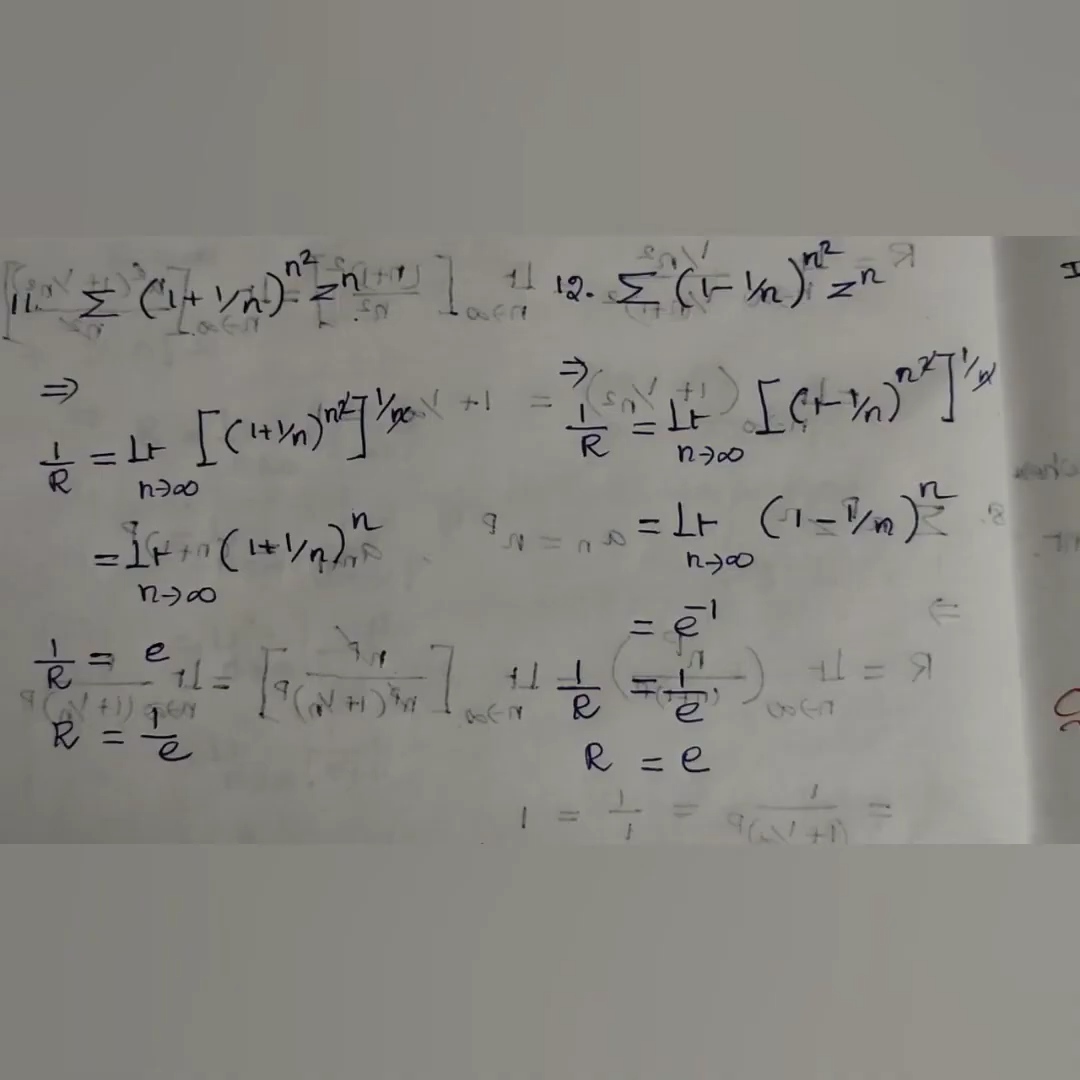 11. Σ (1+1/n)^n² z^n
⇒
1/R = Lt n→∞ [(1+1/n)^n²]^1/n
= Lt n→∞ (1+1/n)^n
1/R = e
R = 1/e
12. Σ (1-1/n)^n² z^n
⇒
1/R = Lt n→∞ [(1-1/n)^n²]^1/n
= Lt n→∞ (1-1/n)^n
= e^-1
1/R = 1/e
R = e